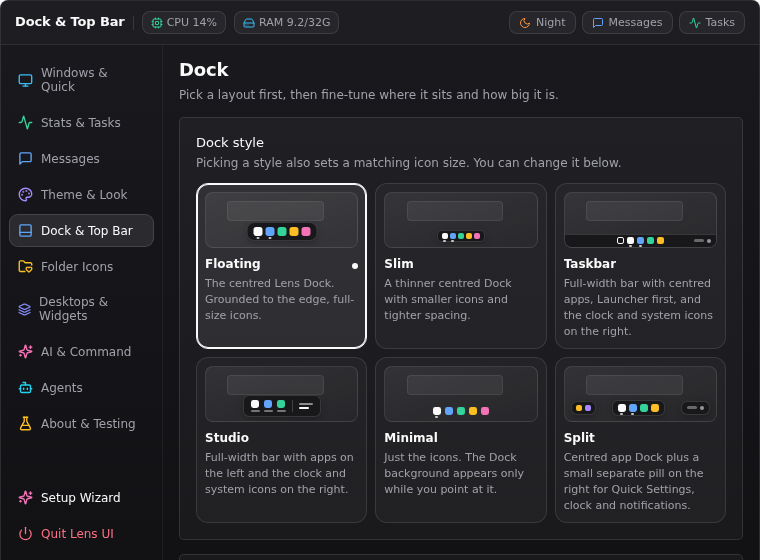 Dock & Top Bar
CPU 14%
RAM 9.2/32G
Night
Messages
Tasks
Windows &
Quick
Stats & Tasks
Messages
Theme & Look
Dock & Top Bar
Folder Icons
Desktops &
Widgets
AI & Command
Agents
About & Testing
Setup Wizard
Quit Lens UI
Dock
Pick a layout first, then fine-tune where it sits and how big it is.
Dock style
Picking a style also sets a matching icon size. You can change it below.
Floating
The centred Lens Dock.
Grounded to the edge, full-
size icons.
Slim
A thinner centred Dock
with smaller icons and
tighter spacing.
Taskbar
Full-width bar with centred
apps, Launcher first, and
the clock and system icons
on the right.
Studio
Full-width bar with apps on
the left and the clock and
system icons on the right.
Minimal
Just the icons. The Dock
background appears only
while you point at it.
Split
Centred app Dock plus a
small separate pill on the
right for Quick Settings,
clock and notifications.